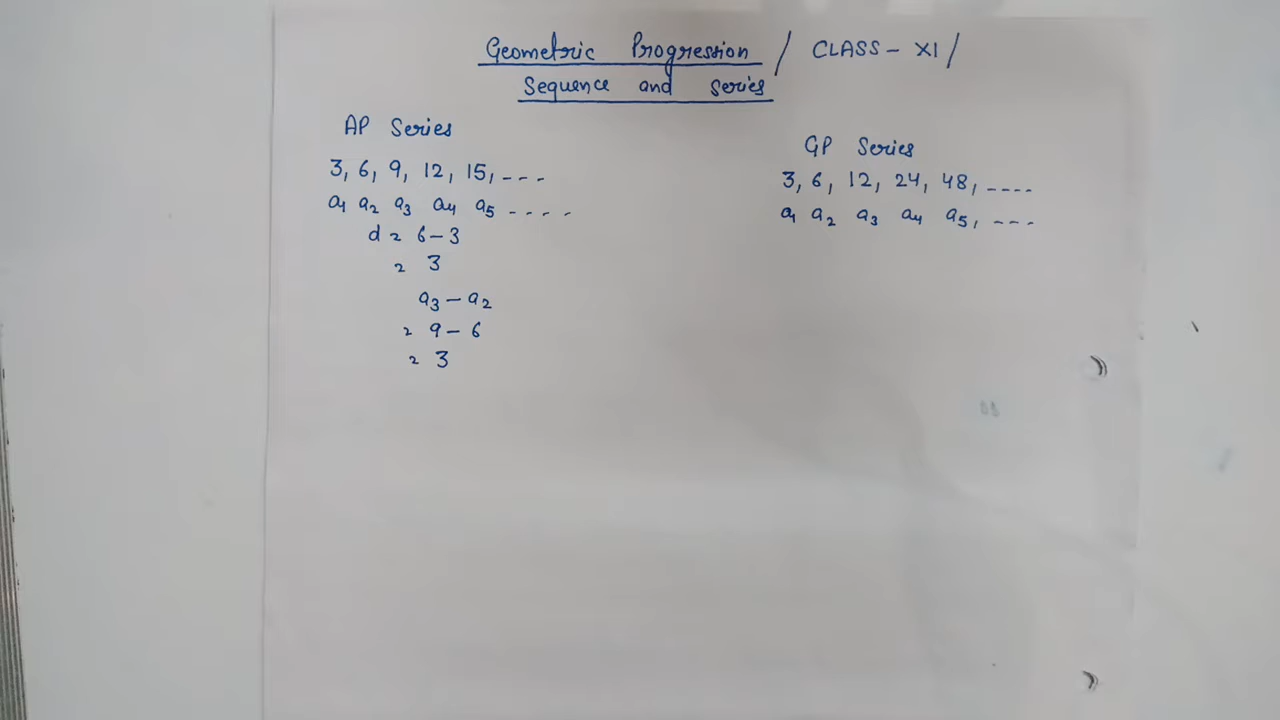 Geometric Progression / CLASS - XI /
Sequence and series
AP Series
3, 6, 9, 12, 15, ---
a1 a2 a3 a4 a5 ----
d = 6 - 3
= 3
a3 - a2
= 9 - 6
= 3
GP Series
3, 6, 12, 24, 48, ----
a1 a2 a3 a4 a5, ---